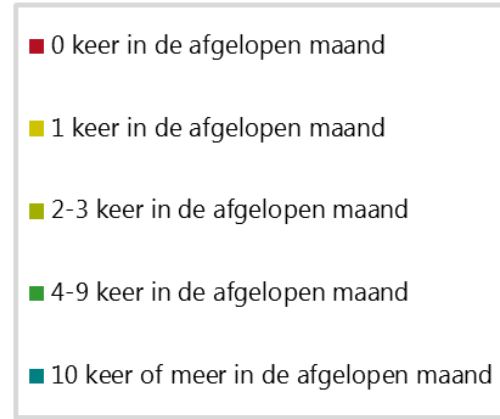 0 keer in de afgelopen maand
1 keer in de afgelopen maand
2-3 keer in de afgelopen maand
4-9 keer in de afgelopen maand
10 keer of meer in de afgelopen maand